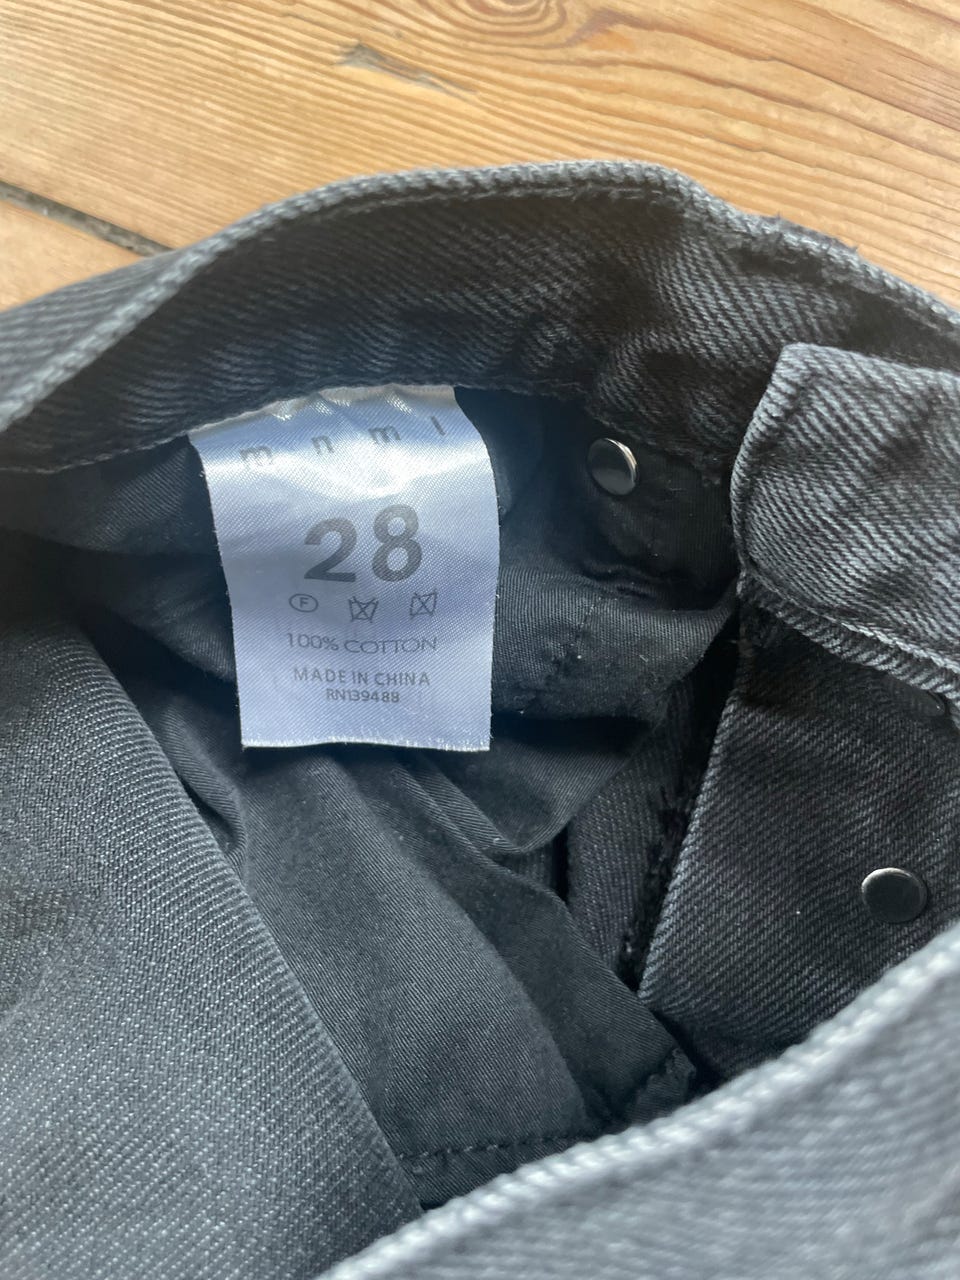 mnml
28
F
100% COTTON
MADE IN CHINA
RN139488